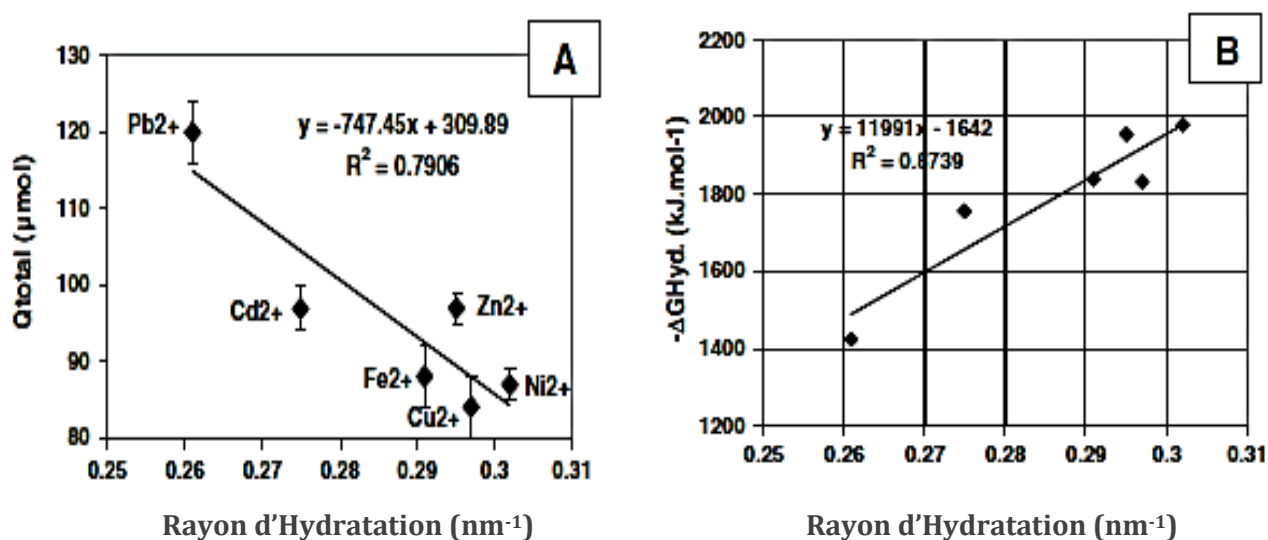 A
130
120
110
100
90
80
Qtotal (µmol)
Pb2+
y = -747.45x + 309.89
R² = 0.7906
Cd2+
Zn2+
Fe2+
Cu2+
Ni2+
0.25 0.26 0.27 0.28 0.29 0.3 0.31
Rayon d'Hydratation (nm⁻¹)
B
2200
2000
1800
1600
1400
1200
-ΔGHyd. (kJ.mol-1)
y = 11991x - 1642
R² = 0.8739
0.25 0.26 0.27 0.28 0.29 0.3 0.31
Rayon d'Hydratation (nm⁻¹)